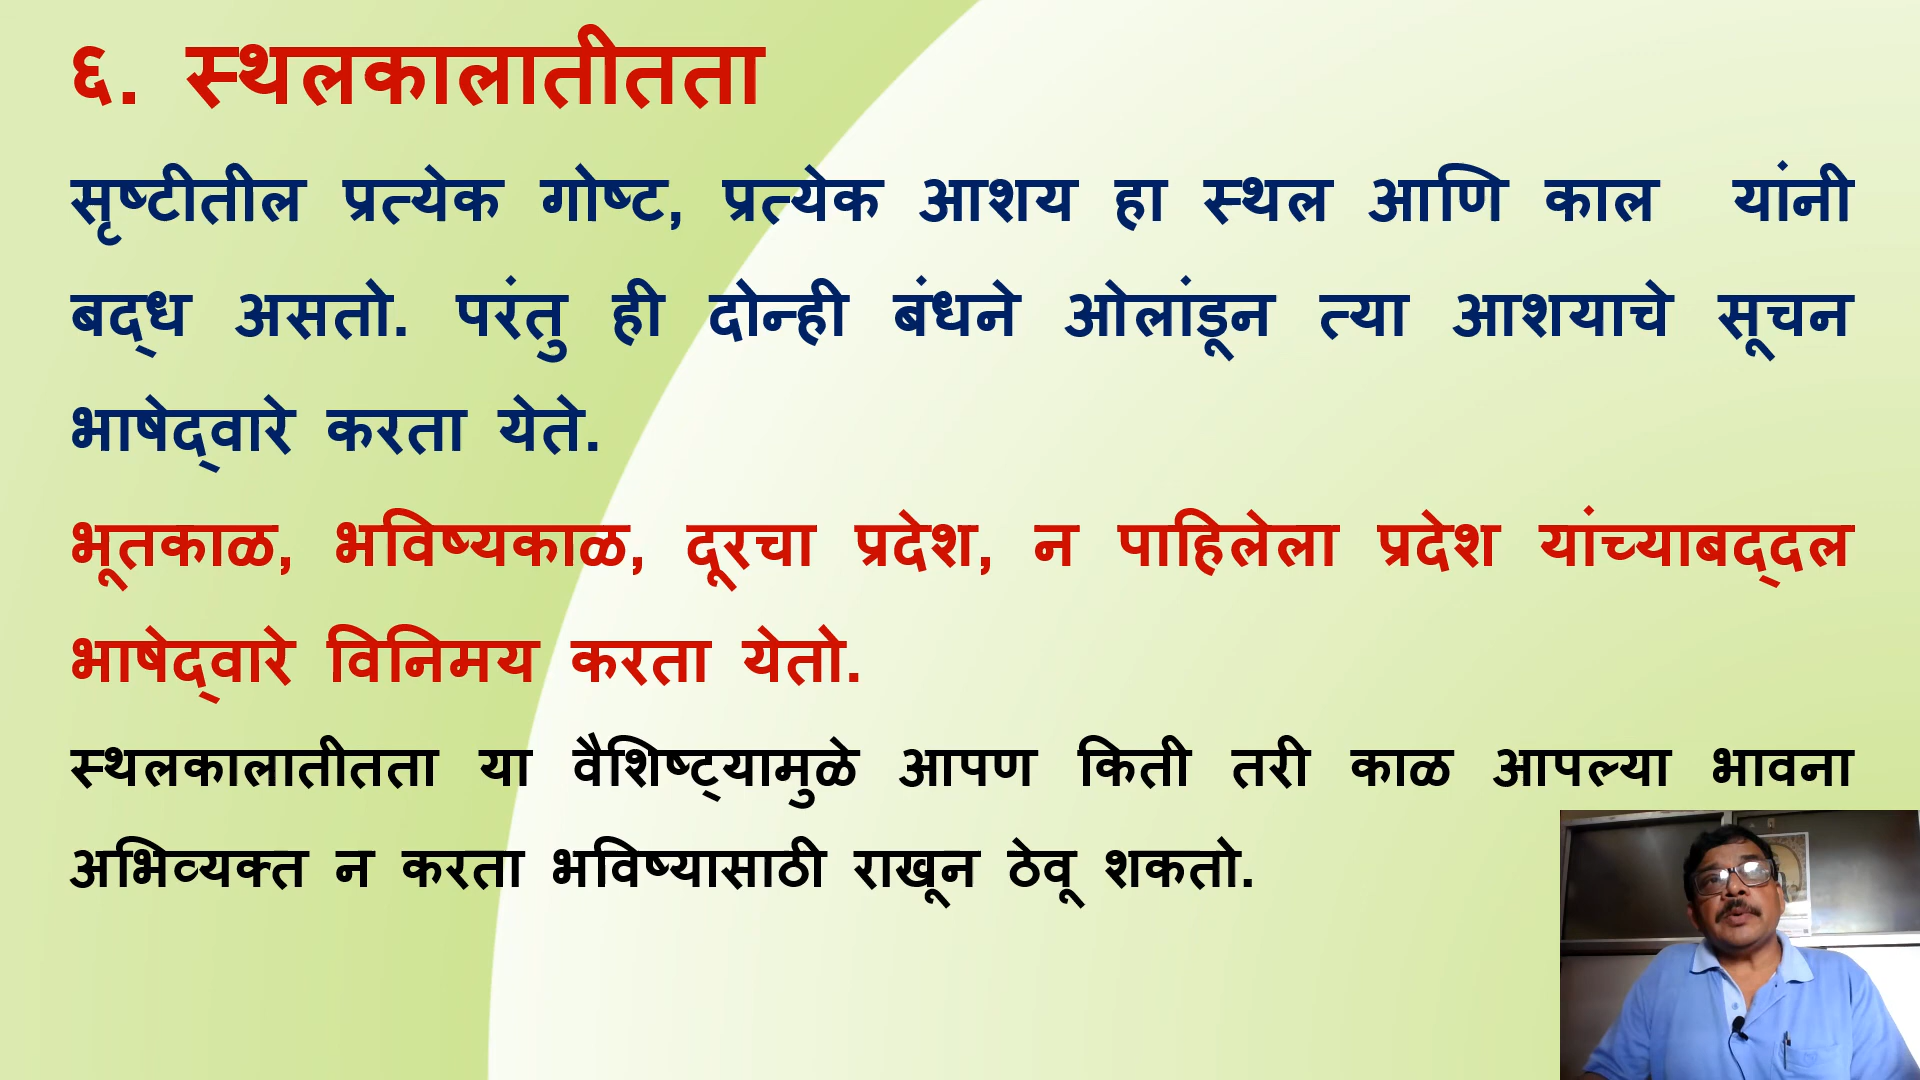 ६. स्थलकालातीतता
सृष्टीतील प्रत्येक गोष्ट, प्रत्येक आशय हा स्थल आणि काल यांनी
बद्ध असतो. परंतु ही दोन्ही बंधने ओलांडून त्या आशयाचे सूचन
भाषेद्वारे करता येते.
भूतकाळ, भविष्यकाळ, दूरचा प्रदेश, न पाहिलेला प्रदेश यांच्याबद्दल
भाषेद्वारे विनिमय करता येतो.
स्थलकालातीतता या वैशिष्ट्यामुळे आपण किती तरी काळ आपल्या भावना
अभिव्यक्त न करता भविष्यासाठी राखून ठेवू शकतो.